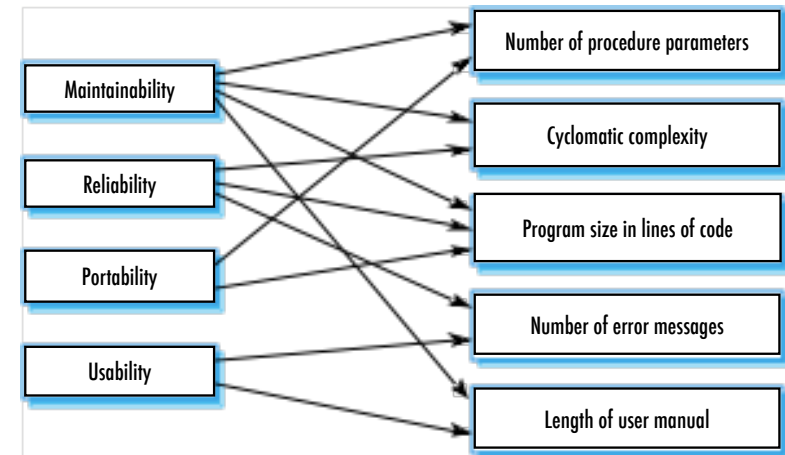 Maintainability
Reliability
Portability
Usability
Number of procedure parameters
Cyclomatic complexity
Program size in lines of code
Number of error messages
Length of user manual